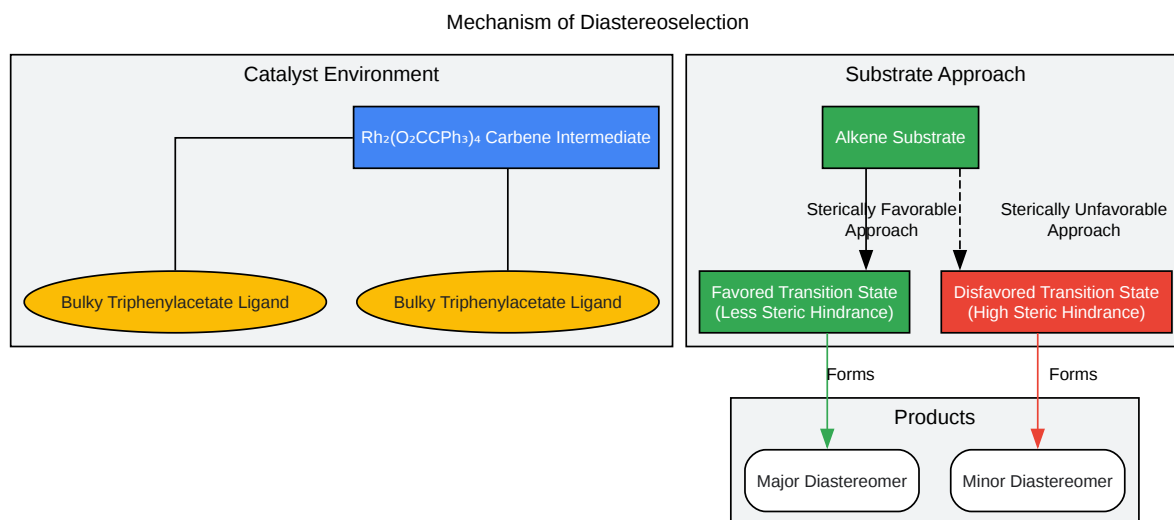 Mechanism of Diastereoselection
Catalyst Environment
Rh₂(O₂CCPh₃)₄ Carbene Intermediate
Bulky Triphenylacetate Ligand
Bulky Triphenylacetate Ligand
Substrate Approach
Alkene Substrate
Sterically Favorable
Approach
Sterically Unfavorable
Approach
Favored Transition State
(Less Steric Hindrance)
Disfavored Transition State
(High Steric Hindrance)
Forms
Forms
Products
Major Diastereomer
Minor Diastereomer